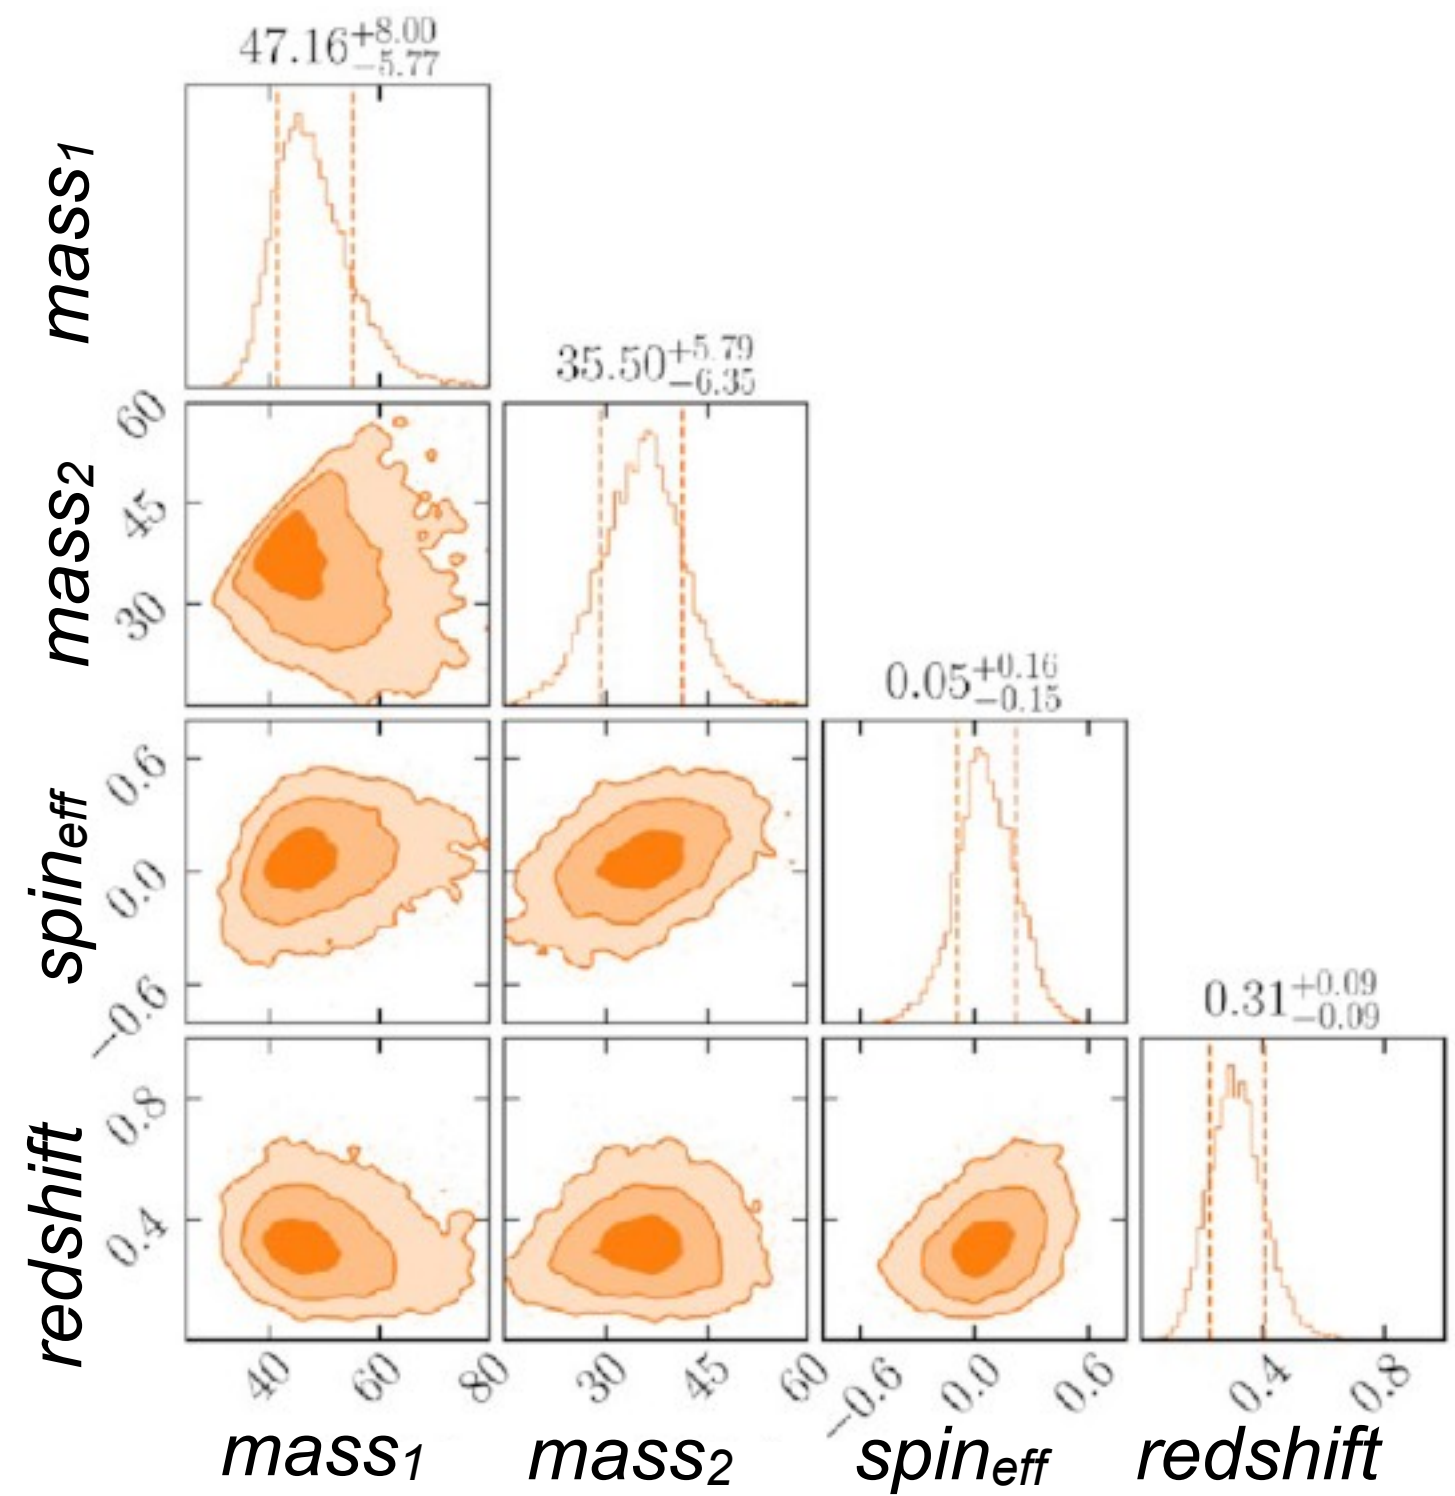 47.16+8.00−5.77
mass1
35.50+5.79−6.35
60
45
30
mass2
0.05+0.16−0.15
0.6
0.0
−0.6
spineff
0.31+0.09−0.09
0.8
0.4
redshift
40 60 80 30 45 60 −0.6 0.0 0.6 0.4 0.8
mass1 mass2 spineff redshift